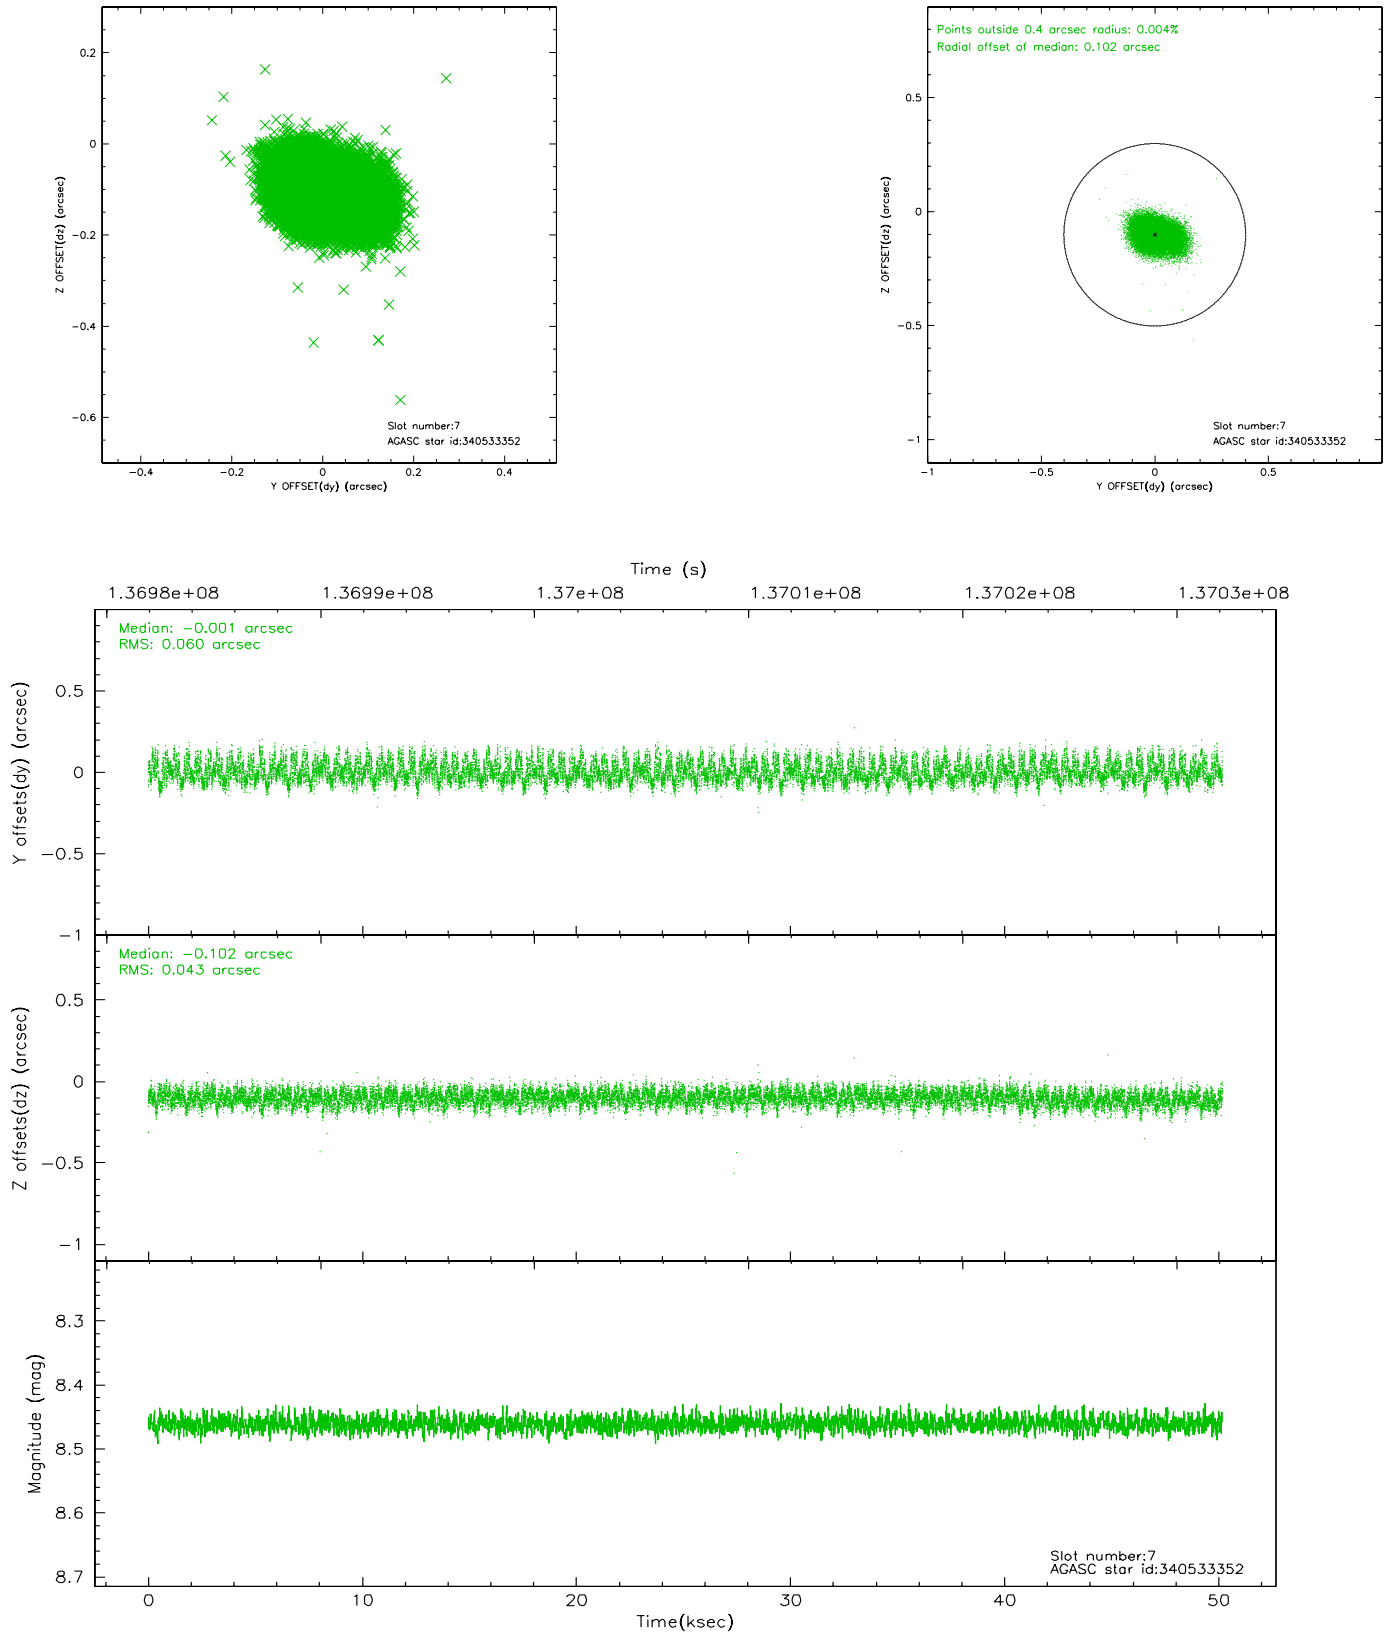 0.2
0
−0.2
−0.4
−0.6
Z OFFSET(dz) (arcsec)
Slot number:7
AGASC star id:340533352
−0.4
−0.2
0
0.2
0.4
Y OFFSET(dy) (arcsec)
Points outside 0.4 arcsec radius: 0.004%
Radial offset of median: 0.102 arcsec
0.5
0
−0.5
−1
Z OFFSET(dz) (arcsec)
Slot number:7
AGASC star id:340533352
−1
−0.5
0
0.5
Y OFFSET(dy) (arcsec)
Time (s)
1.3698e+08
1.3699e+08
1.37e+08
1.3701e+08
1.3702e+08
1.3703e+08
Median: −0.001 arcsec
RMS: 0.060 arcsec
0.5
0
−0.5
−1
Y offsets(dy) (arcsec)
Median: −0.102 arcsec
RMS: 0.043 arcsec
0.5
0
−0.5
−1
Z offsets(dz) (arcsec)
8.3
8.4
8.5
8.6
8.7
Magnitude (mag)
Slot number:7
AGASC star id:340533352
0
10
20
30
40
50
Time(ksec)